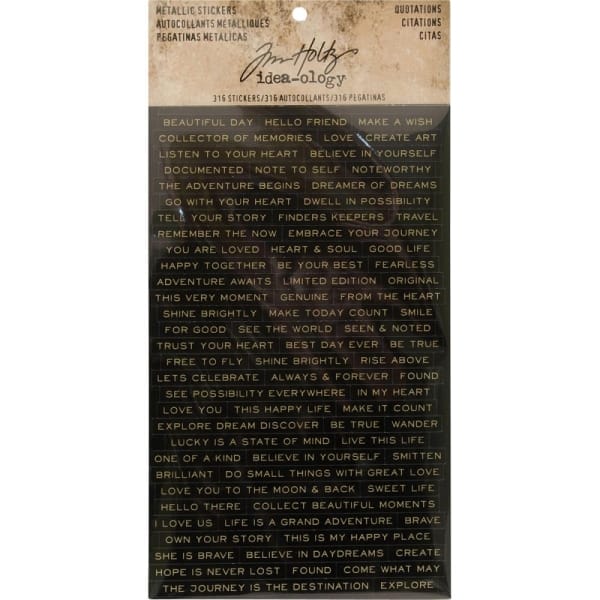 METALLIC STICKERS
AUTOCOLLANTS METALLIQUES
PEGATINAS METALICAS
QUOTATIONS
CITATIONS
CITAS
Tim Holtz
idea-ology
316 STICKERS/316 AUTOCOLLANTS/316 PEGATINAS
BEAUTIFUL DAY HELLO FRIEND MAKE A WISH
COLLECTOR OF MEMORIES LOVE CREATE ART
LISTEN TO YOUR HEART BELIEVE IN YOURSELF
DOCUMENTED NOTE TO SELF NOTEWORTHY
THE ADVENTURE BEGINS DREAMER OF DREAMS
GO WITH YOUR HEART DWELL IN POSSIBILITY
TELL YOUR STORY FINDERS KEEPERS TRAVEL
REMEMBER THE NOW EMBRACE YOUR JOURNEY
YOU ARE LOVED HEART & SOUL GOOD LIFE
HAPPY TOGETHER BE YOUR BEST FEARLESS
ADVENTURE AWAITS LIMITED EDITION ORIGINAL
THIS VERY MOMENT GENUINE FROM THE HEART
SHINE BRIGHTLY MAKE TODAY COUNT SMILE
FOR GOOD SEE THE WORLD SEEN & NOTED
TRUST YOUR HEART BEST DAY EVER BE TRUE
FREE TO FLY SHINE BRIGHTLY RISE ABOVE
LETS CELEBRATE ALWAYS & FOREVER FOUND
SEE POSSIBILITY EVERYWHERE IN MY HEART
LOVE YOU THIS HAPPY LIFE MAKE IT COUNT
EXPLORE DREAM DISCOVER BE TRUE WANDER
LUCKY IS A STATE OF MIND LIVE THIS LIFE
ONE OF A KIND BELIEVE IN YOURSELF SMITTEN
BRILLIANT DO SMALL THINGS WITH GREAT LOVE
LOVE YOU TO THE MOON & BACK SWEET LIFE
HELLO THERE COLLECT BEAUTIFUL MOMENTS
I LOVE US LIFE IS A GRAND ADVENTURE BRAVE
OWN YOUR STORY THIS IS MY HAPPY PLACE
SHE IS BRAVE BELIEVE IN DAYDREAMS CREATE
HOPE IS NEVER LOST FOUND COME WHAT MAY
THE JOURNEY IS THE DESTINATION EXPLORE